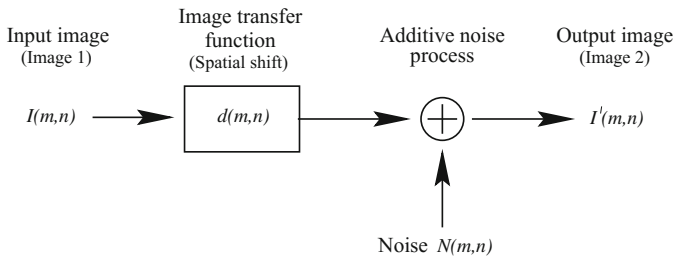 Input image
(Image 1)
Image transfer
function
(Spatial shift)
Additive noise
process
Output image
(Image 2)
I(m,n)
d(m,n)
+
I'(m,n)
Noise N(m,n)